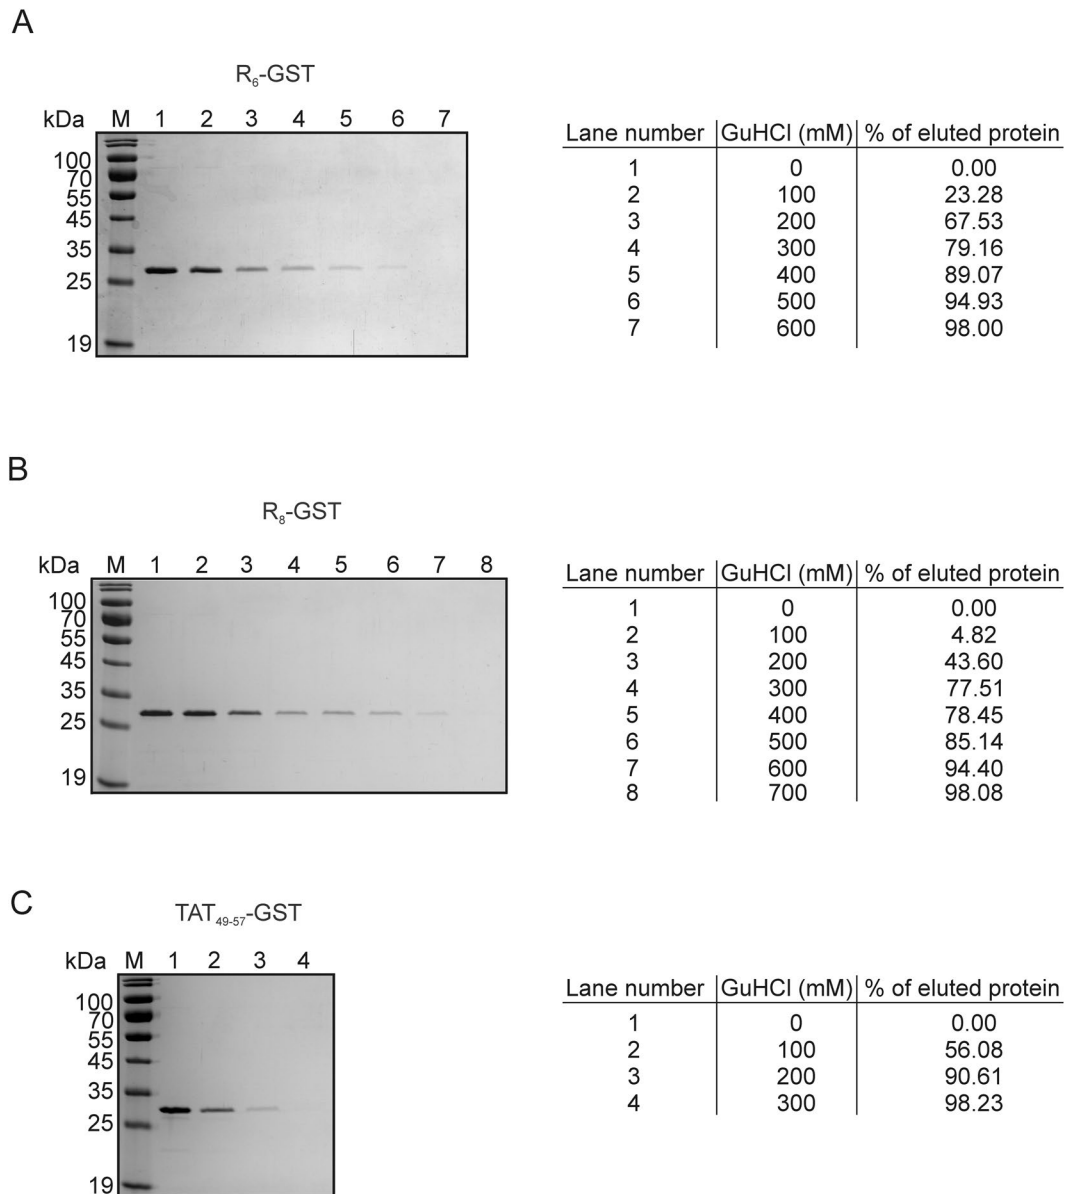 A
R6-GST
kDa M 1 2 3 4 5 6 7
100
70
55
45
35
25
19
Lane number GuHCl (mM) % of eluted protein
1 0 0.00
2 100 23.28
3 200 67.53
4 300 79.16
5 400 89.07
6 500 94.93
7 600 98.00
B
R8-GST
kDa M 1 2 3 4 5 6 7 8
100
70
55
45
35
25
19
Lane number GuHCl (mM) % of eluted protein
1 0 0.00
2 100 4.82
3 200 43.60
4 300 77.51
5 400 78.45
6 500 85.14
7 600 94.40
8 700 98.08
C
TAT49-57-GST
kDa M 1 2 3 4
100
70
55
45
35
25
19
Lane number GuHCl (mM) % of eluted protein
1 0 0.00
2 100 56.08
3 200 90.61
4 300 98.23